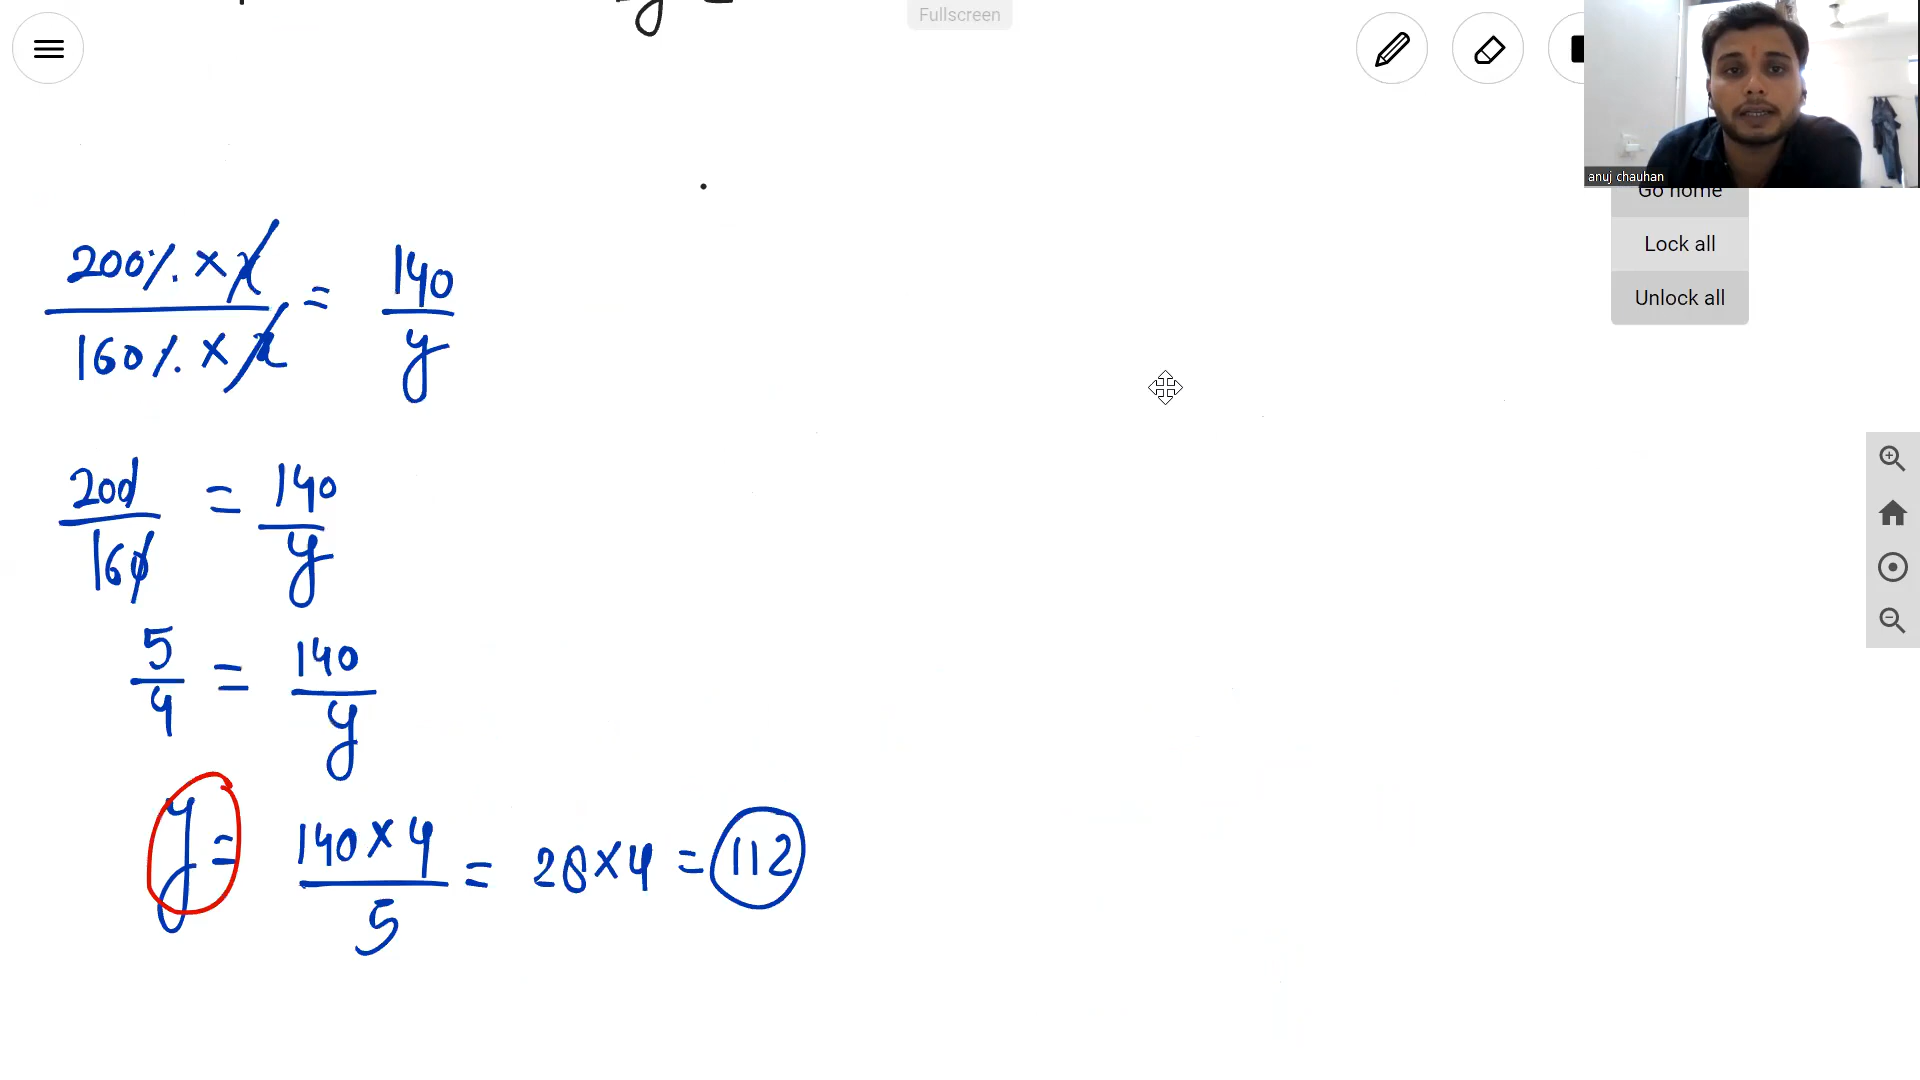 Fullscreen
anuj chauhan
Go home
Lock all
Unlock all
200% × x / 160% × x = 140 / y
200 / 160 = 140 / y
5 / 4 = 140 / y
y = 140 × 4 / 5 = 28 × 4 = 112